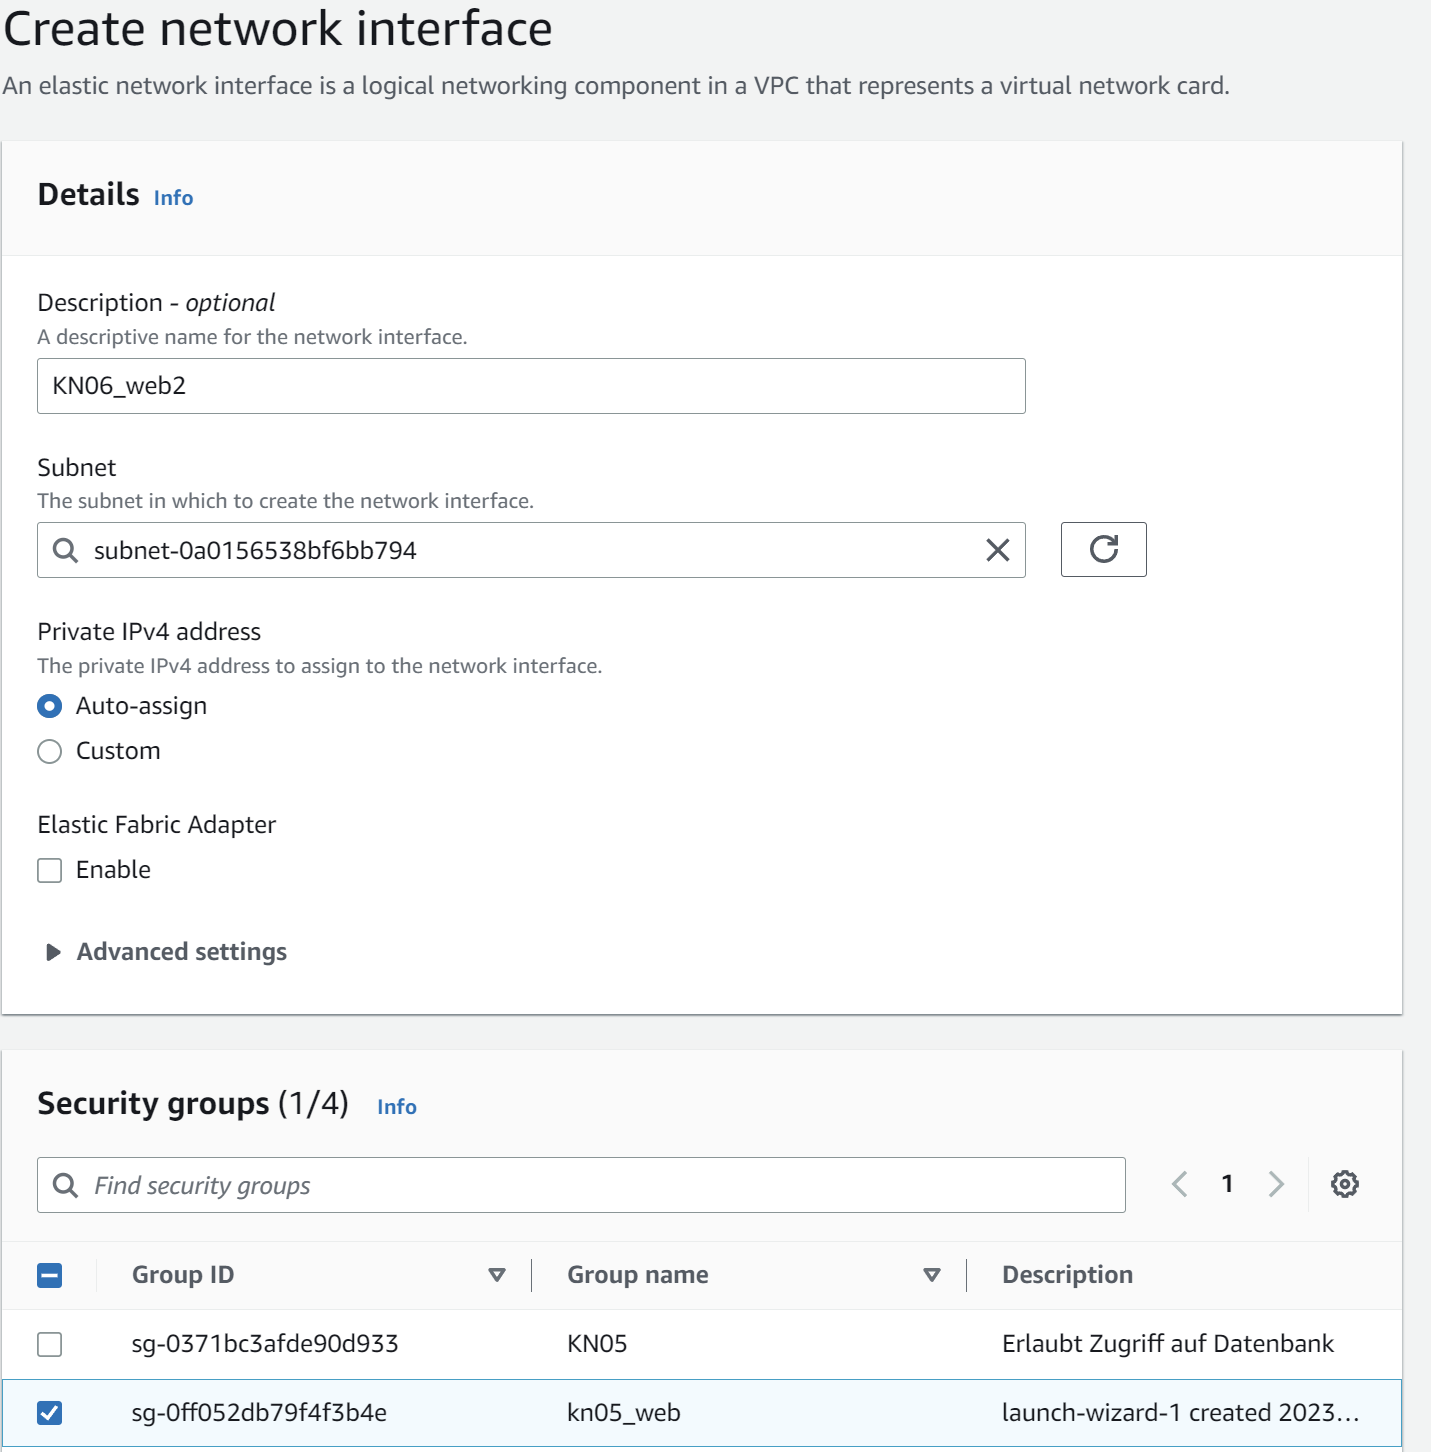 Create network interface
An elastic network interface is a logical networking component in a VPC that represents a virtual network card.
Details Info
Description - optional
A descriptive name for the network interface.
KN06_web2
Subnet
The subnet in which to create the network interface.
subnet-0a0156538bf6bb794
Private IPv4 address
The private IPv4 address to assign to the network interface.
Auto-assign
Custom
Elastic Fabric Adapter
Enable
Advanced settings
Security groups (1/4) Info
Find security groups
1
Group ID Group name Description
sg-0371bc3afde90d933 KN05 Erlaubt Zugriff auf Datenbank
sg-0ff052db79f4f3b4e kn05_web launch-wizard-1 created 2023...